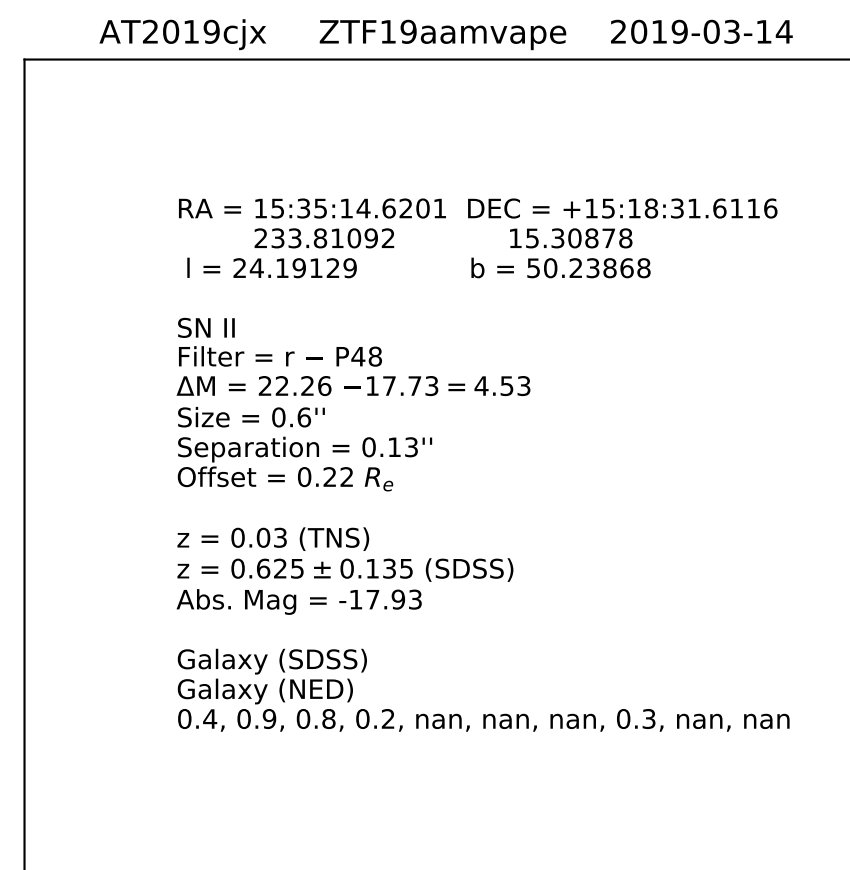 AT2019cjx ZTF19aamvape 2019-03-14
RA = 15:35:14.6201 DEC = +15:18:31.6116
233.81092 15.30878
l = 24.19129 b = 50.23868
SN II
Filter = r − P48
ΔM = 22.26 −17.73 = 4.53
Size = 0.6''
Separation = 0.13''
Offset = 0.22 Re
z = 0.03 (TNS)
z = 0.625 ± 0.135 (SDSS)
Abs. Mag = -17.93
Galaxy (SDSS)
Galaxy (NED)
0.4, 0.9, 0.8, 0.2, nan, nan, nan, 0.3, nan, nan